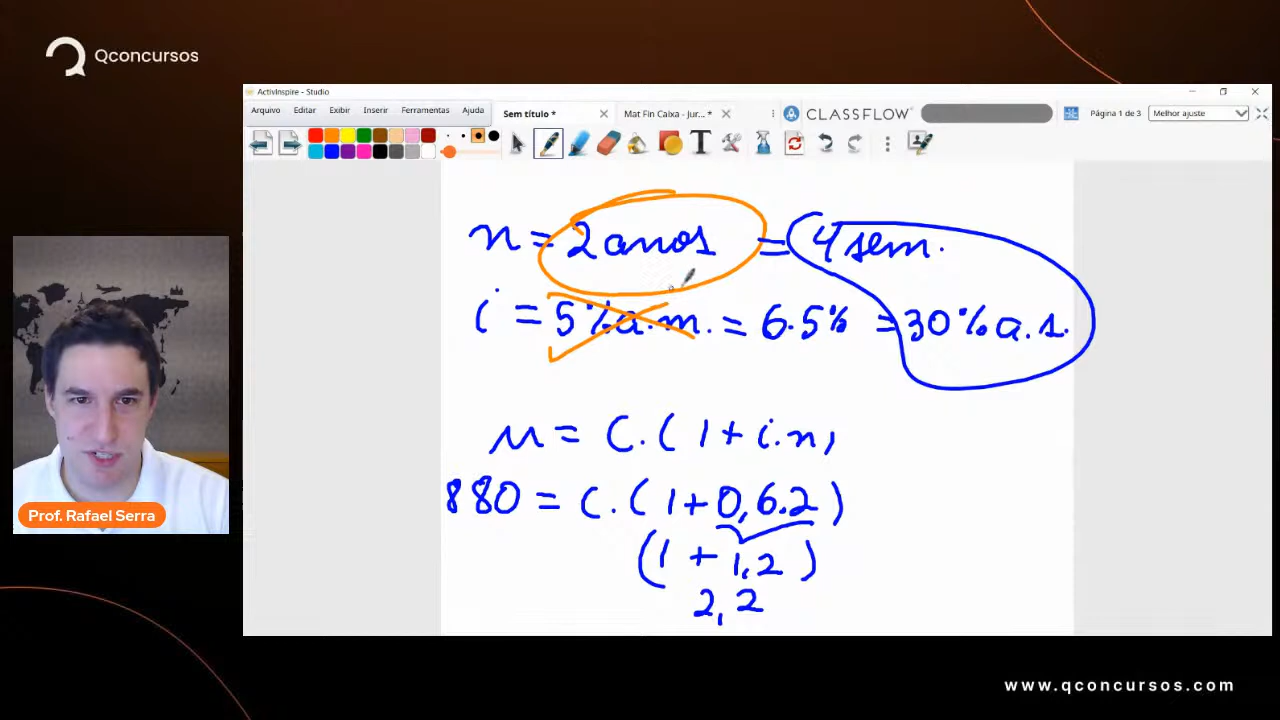 Qconcursos
ActivInspire - Studio
Arquivo Editar Exibir Inserir Ferramentas Ajuda
Sem título *
Mat Fin Caixa - Jur... *
CLASSFLOW
Página 1 de 3
Melhor ajuste
n = 2 anos = 4 sem.
i = 5% a.m. = 6.5% = 30% a.s.
M = C.(1 + i.n)
880 = C.(1 + 0,6.2)
(1 + 1,2)
2,2
Prof. Rafael Serra
www.qconcursos.com